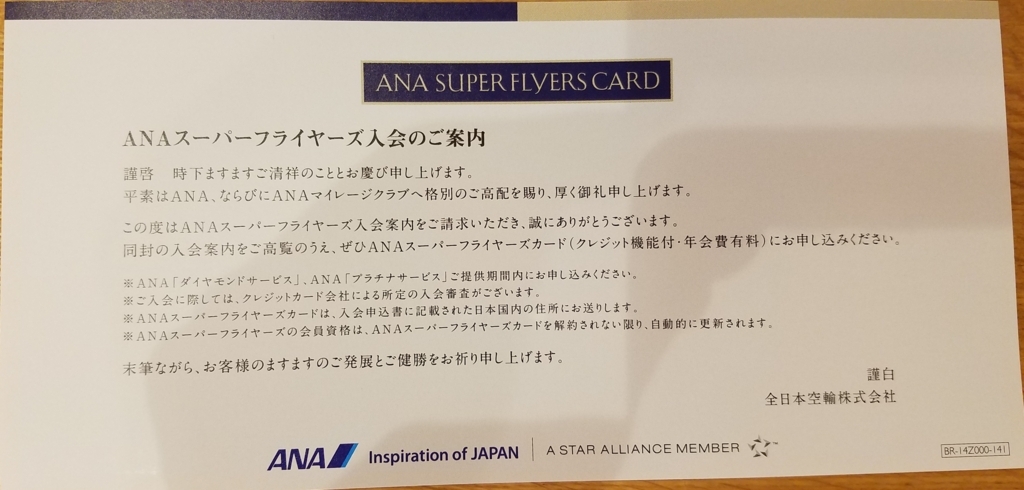 ANA SUPER FLYERS CARD
ANAスーパーフライヤーズ入会のご案内
謹啓　時下ますますご清祥のこととお慶び申し上げます。
平素はANA、ならびにANAマイレージクラブへ格別のご高配を賜り、厚く御礼申し上げます。
この度はANAスーパーフライヤーズ入会案内をご請求いただき、誠にありがとうございます。
同封の入会案内をご高覧のうえ、ぜひANAスーパーフライヤーズカード(クレジット機能付・年会費有料)にお申し込みください。
※ANA「ダイヤモンドサービス」、ANA「プラチナサービス」ご提供期間内にお申し込みください。
※ご入会に際しては、クレジットカード会社による所定の入会審査がございます。
※ANAスーパーフライヤーズカードは、入会申込書に記載された日本国内の住所にお送りします。
※ANAスーパーフライヤーズの会員資格は、ANAスーパーフライヤーズカードを解約されない限り、自動的に更新されます。
末筆ながら、お客様のますますのご発展とご健勝をお祈り申し上げます。
謹白
全日本空輸株式会社
ANA Inspiration of JAPAN A STAR ALLIANCE MEMBER
BR-14Z000-141